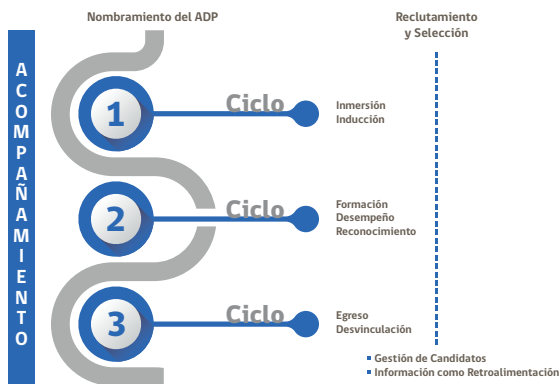 Nombramiento del ADP
Reclutamiento
y Selección
ACOMPAÑAMIENTO
1
Ciclo
Inmersión
Inducción
2
Ciclo
Formación
Desempeño
Reconocimiento
3
Ciclo
Egreso
Desvinculación
Gestión de Candidatos
Información como Retroalimentación